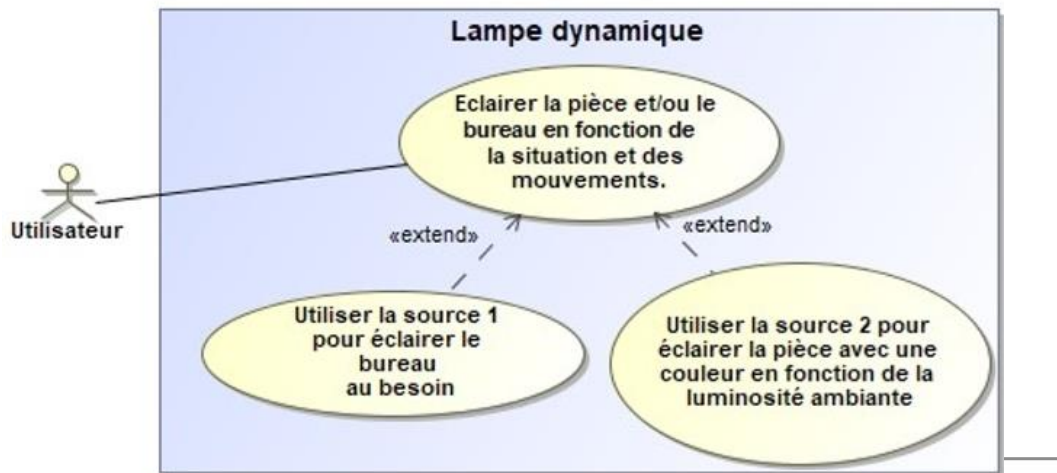 Lampe dynamique
Eclairer la pièce et/ou le
bureau en fonction de
la situation et des
mouvements.
Utilisateur
«extend»
«extend»
Utiliser la source 1
pour éclairer le
bureau
au besoin
Utiliser la source 2 pour
éclairer la pièce avec une
couleur en fonction de la
luminosité ambiante